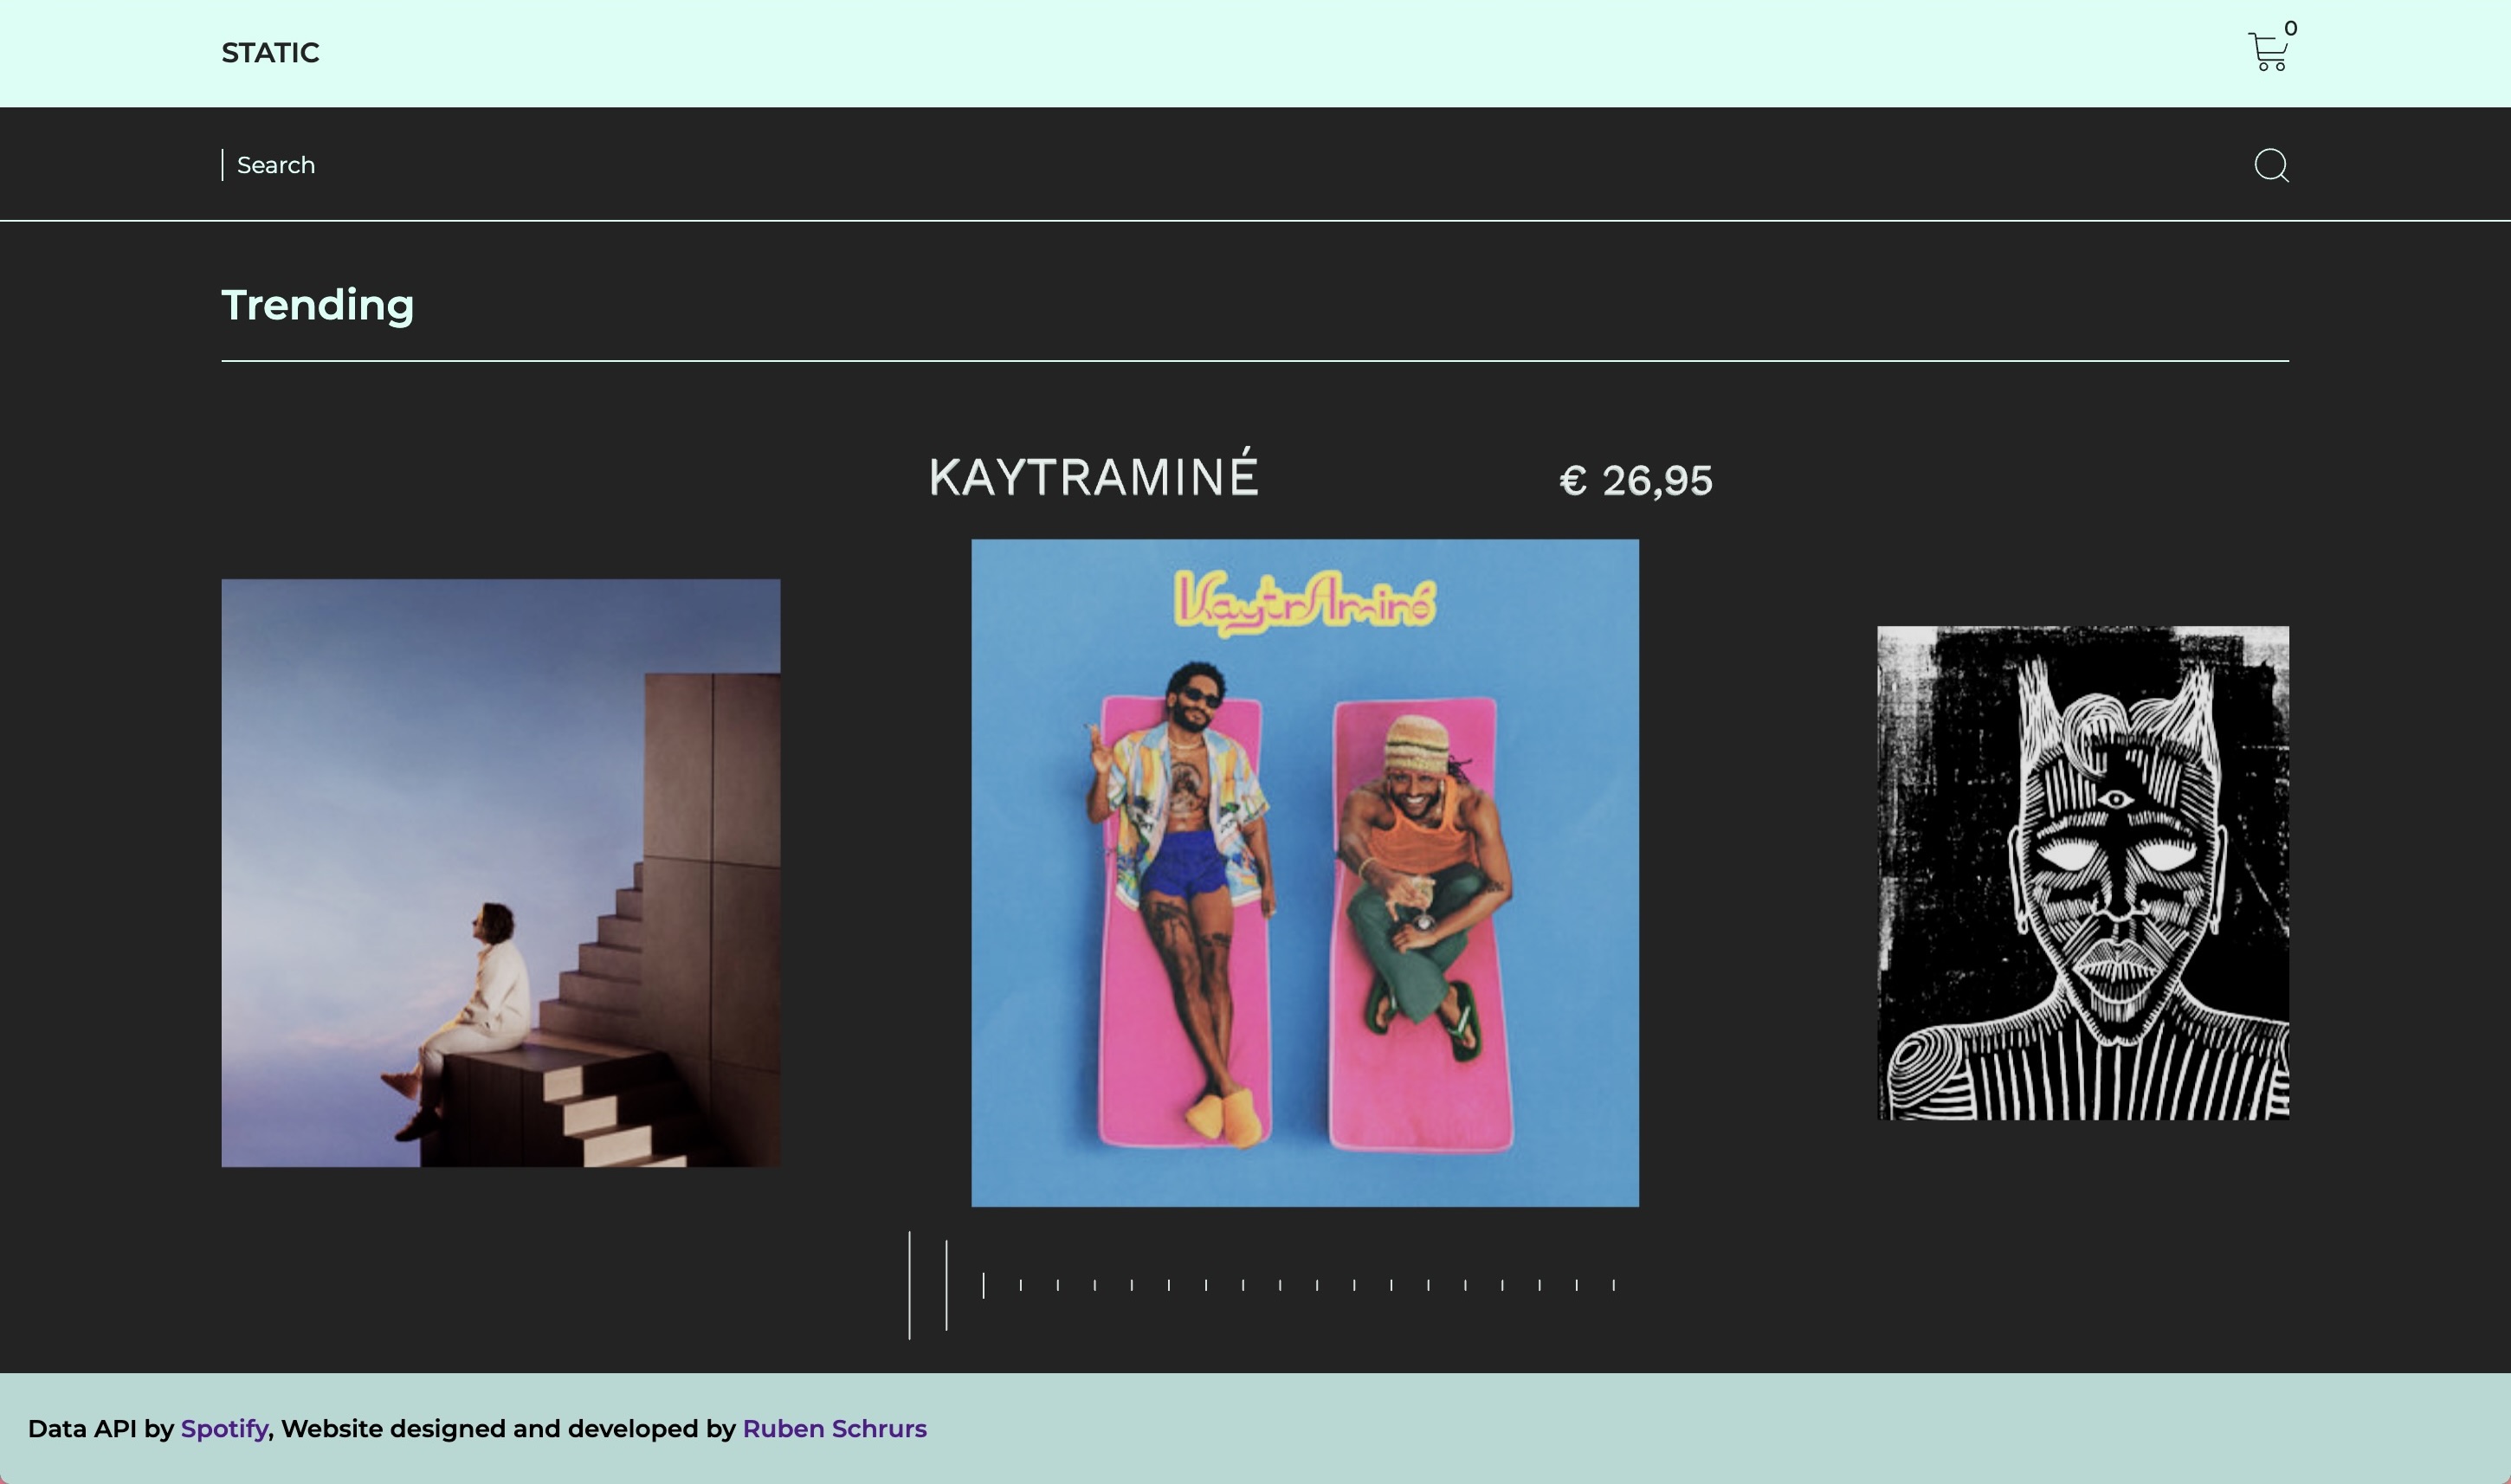 STATIC
0
Search
Trending
KAYTRAMINÉ
€ 26,95
KaytrAminé
Data API by Spotify, Website designed and developed by Ruben Schrurs